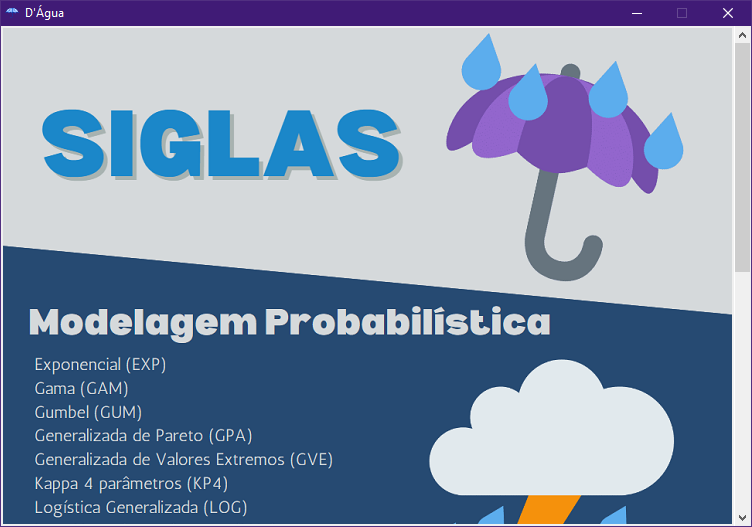 D'Água
SIGLAS
Modelagem Probabilística
Exponencial (EXP)
Gama (GAM)
Gumbel (GUM)
Generalizada de Pareto (GPA)
Generalizada de Valores Extremos (GVE)
Kappa 4 parâmetros (KP4)
Logística Generalizada (LOG)